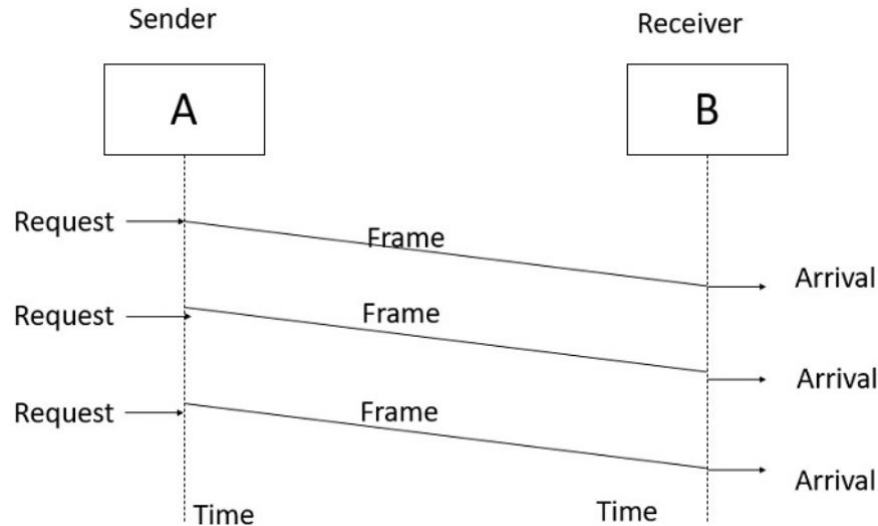 Sender
Receiver
A
B
Request
Frame
Arrival
Request
Frame
Arrival
Request
Frame
Arrival
Time
Time